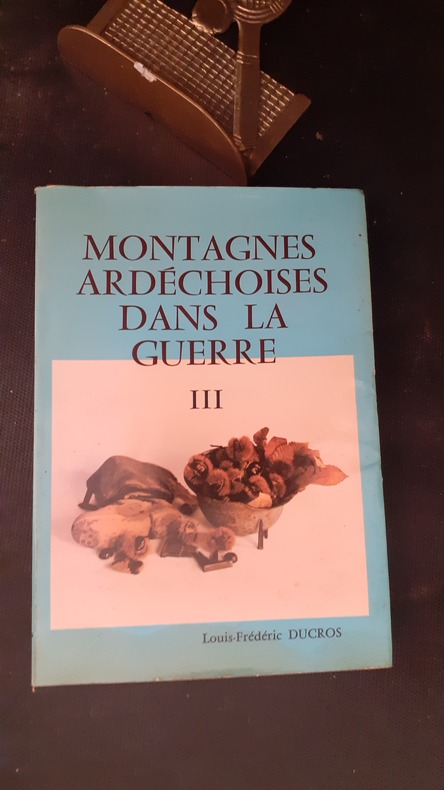 MONTAGNES
ARDÉCHOISES
DANS LA
GUERRE
III
Louis-Frédéric DUCROS